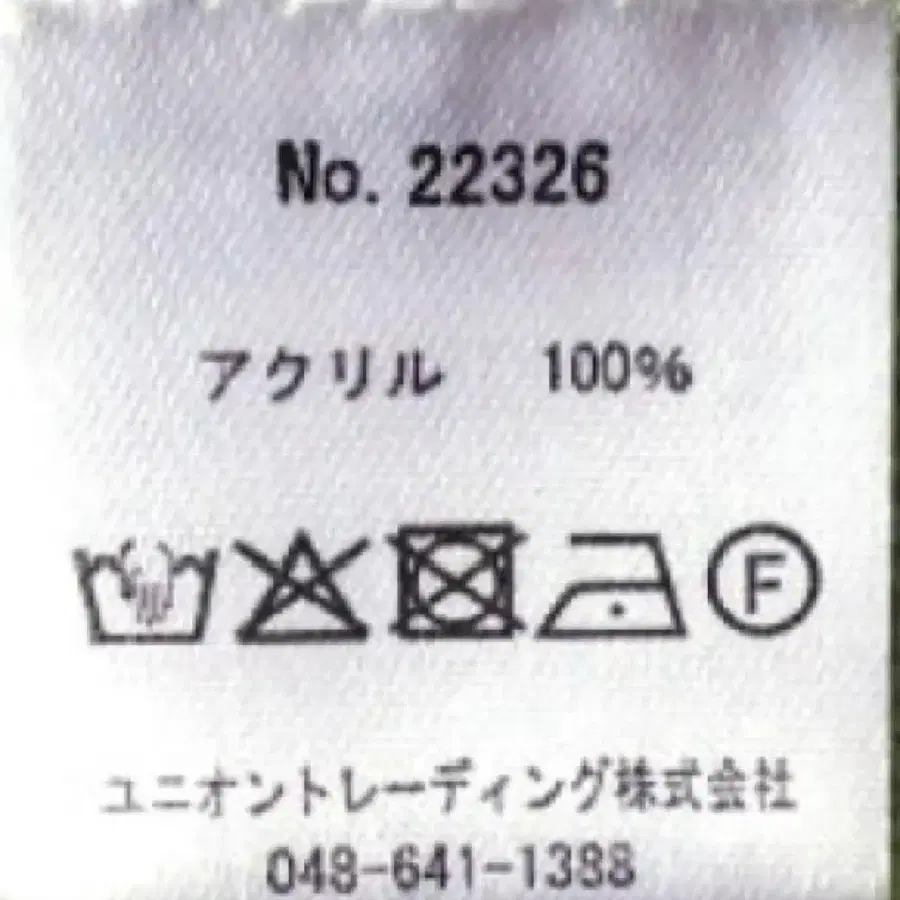 No. 22326
アクリル 100%
F
ユニオントレーディング株式会社
048-641-1388